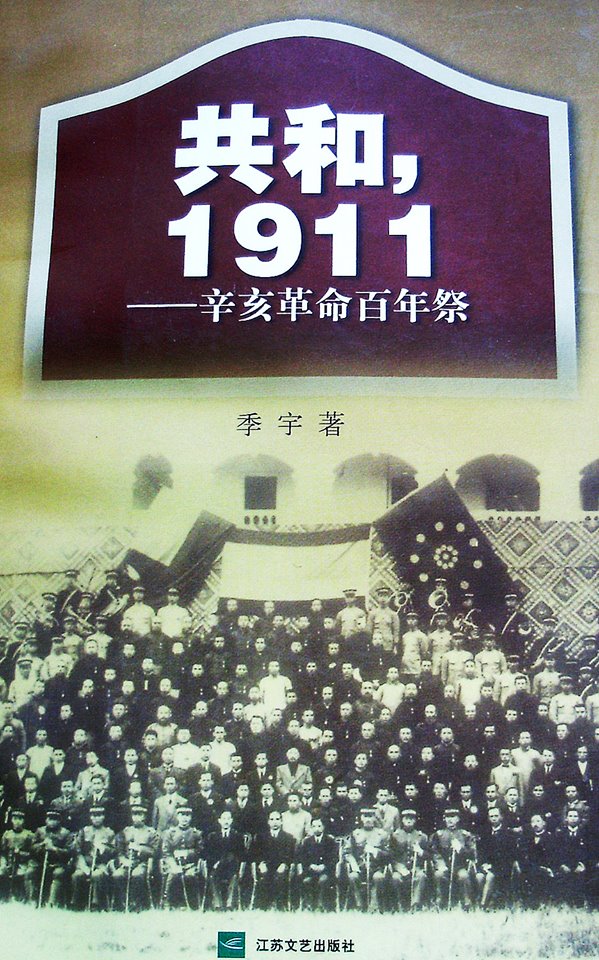 共和,
1911
——辛亥革命百年祭
季宇著
江苏文艺出版社